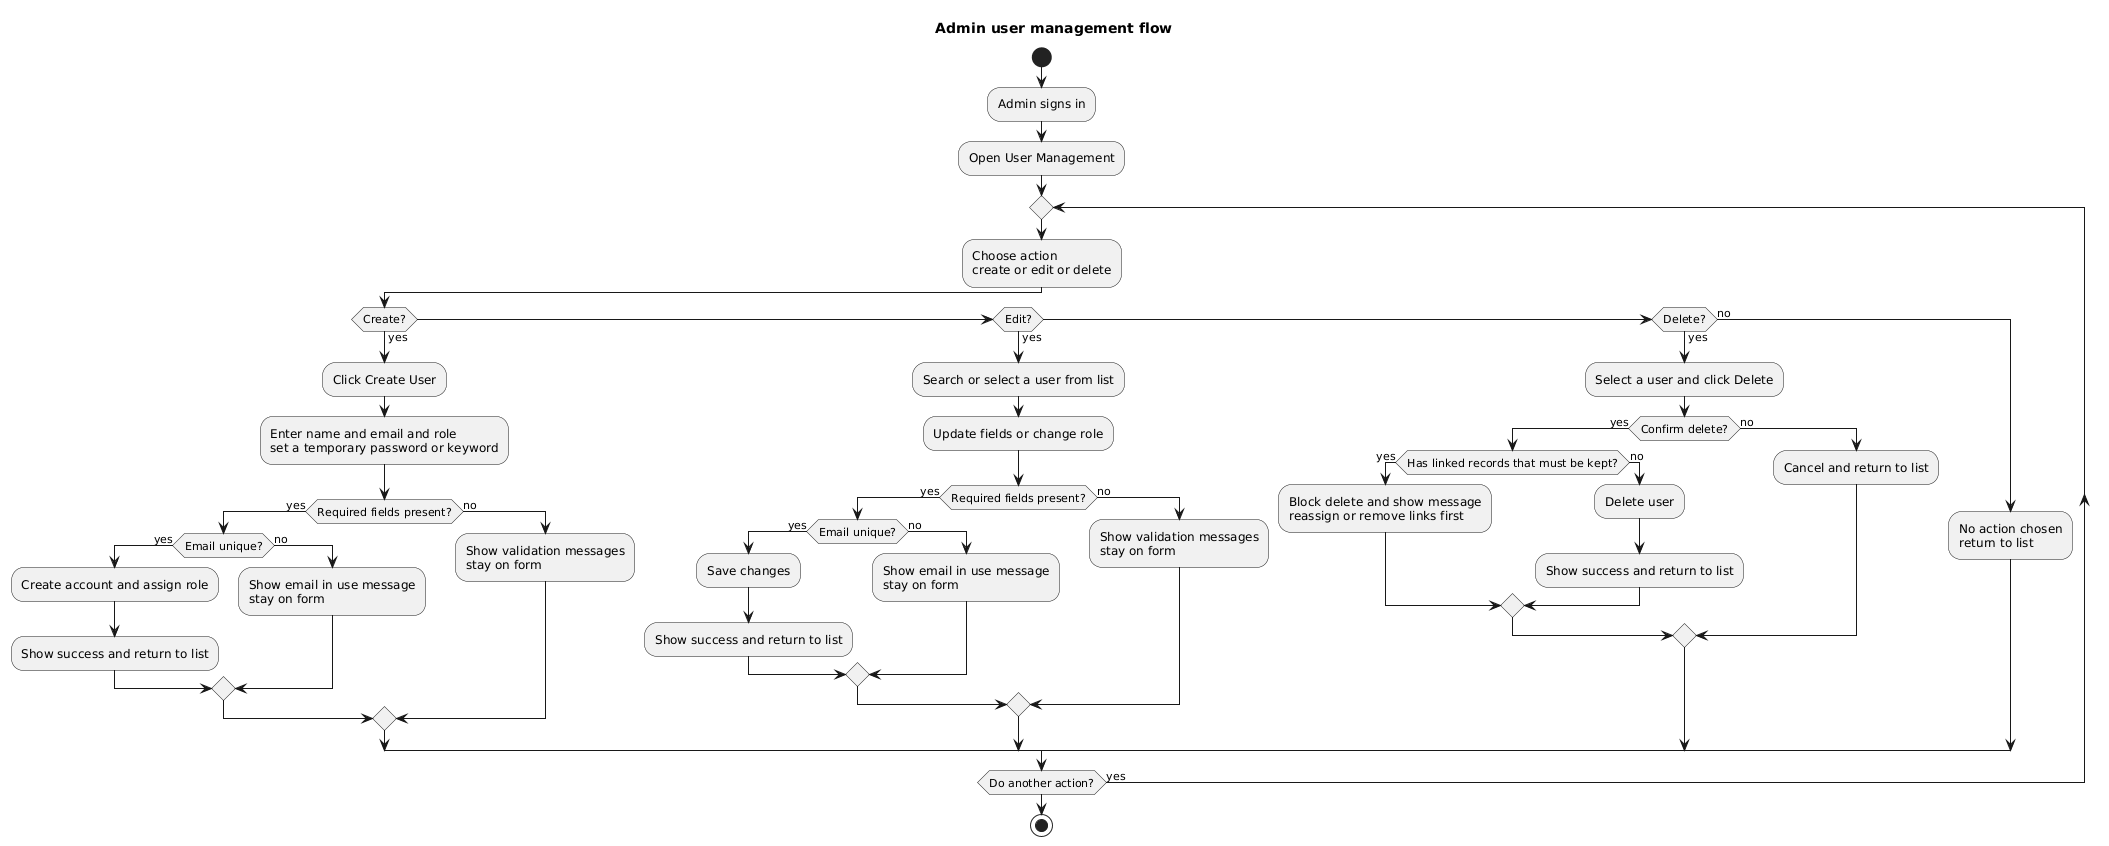 Admin user management flow
Admin signs in
Open User Management
Choose action
create or edit or delete
Create?
yes
Click Create User
Enter name and email and role
set a temporary password or keyword
Required fields present?
yes
no
Email unique?
yes
no
Create account and assign role
Show success and return to list
Show email in use message
stay on form
Show validation messages
stay on form
Edit?
yes
Search or select a user from list
Update fields or change role
Required fields present?
yes
no
Email unique?
yes
no
Save changes
Show success and return to list
Show email in use message
stay on form
Show validation messages
stay on form
Delete?
yes
no
Select a user and click Delete
Confirm delete?
yes
no
Has linked records that must be kept?
yes
no
Block delete and show message
reassign or remove links first
Delete user
Show success and return to list
Cancel and return to list
No action chosen
return to list
Do another action?
yes